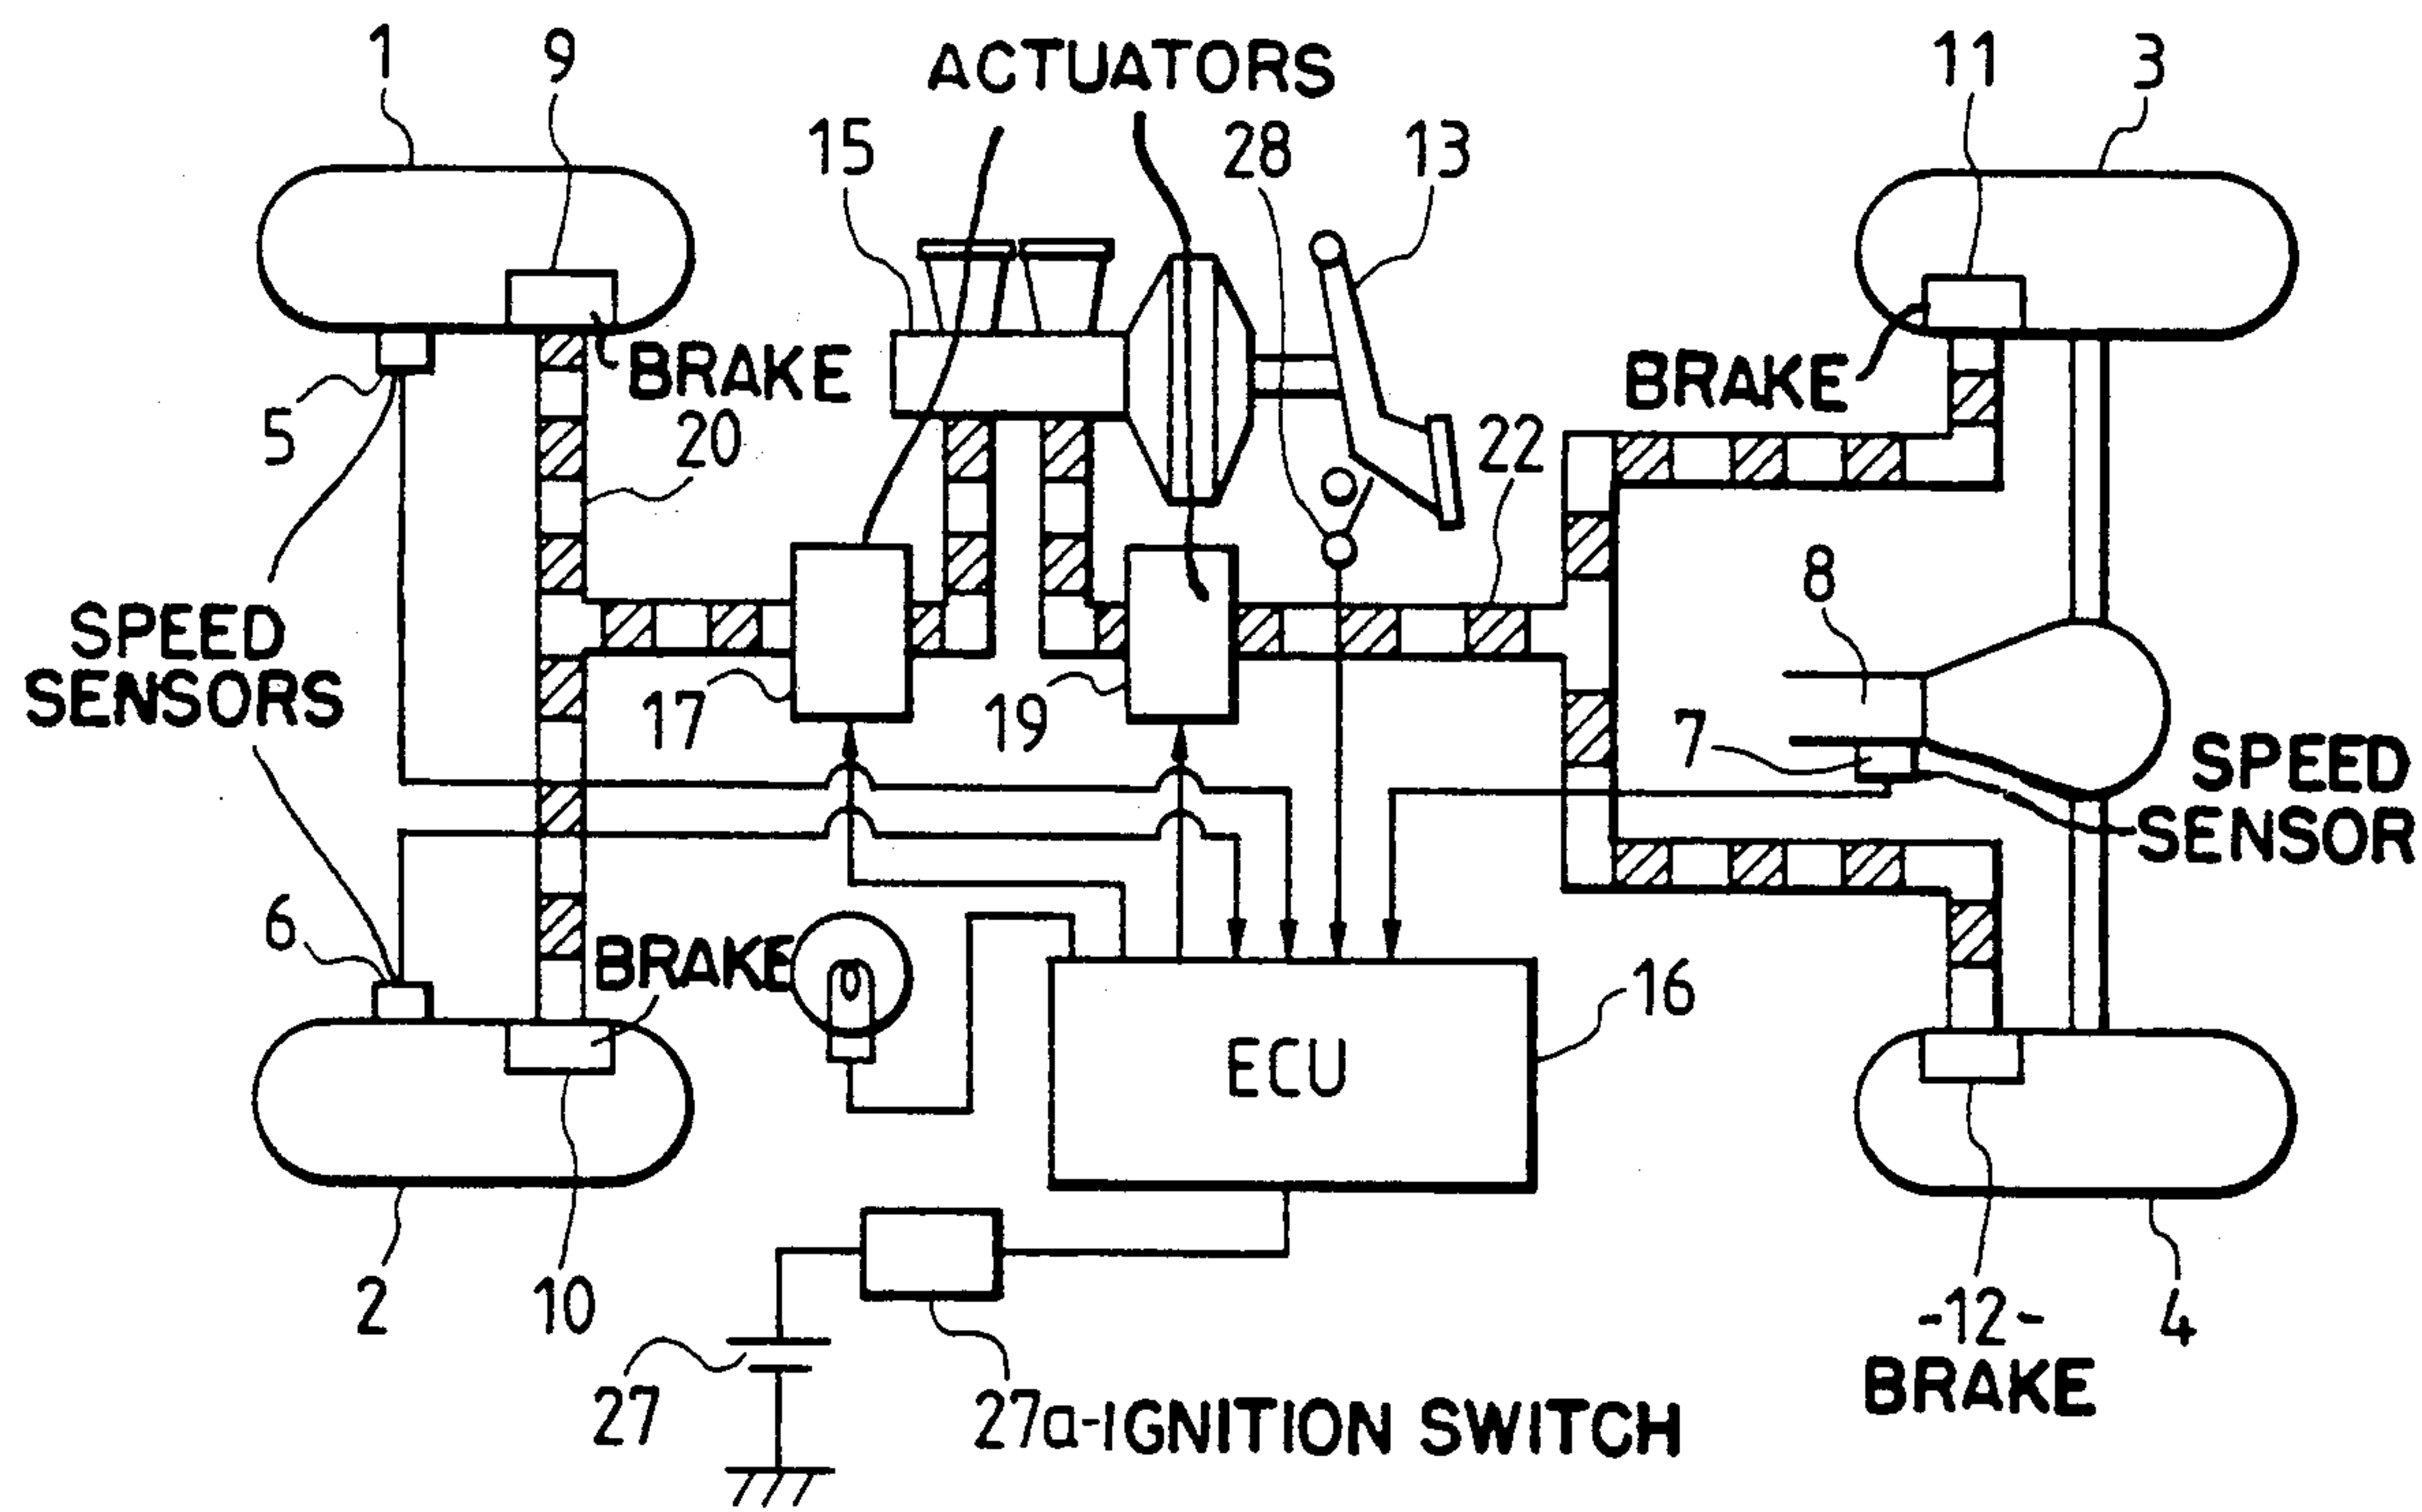 1
9
ACTUATORS
11
3
15
28
13
BRAKE
BRAKE
5
20
22
8
SPEED
SENSORS
17
19
7
SPEED
SENSOR
6
BRAKE
16
ECU
2
10
-12-
BRAKE
4
27
27a-IGNITION SWITCH